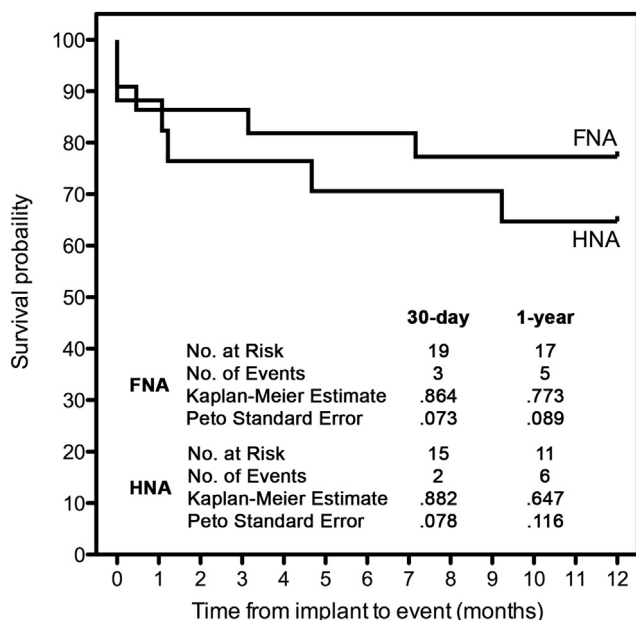 100
90
80
70
60
50
40
30
20
10
0
Survival probaility
FNA
HNA
30-day 1-year
FNA
No. at Risk 19 17
No. of Events 3 5
Kaplan-Meier Estimate .864 .773
Peto Standard Error .073 .089
HNA
No. at Risk 15 11
No. of Events 2 6
Kaplan-Meier Estimate .882 .647
Peto Standard Error .078 .116
0 1 2 3 4 5 6 7 8 9 10 11 12
Time from implant to event (months)